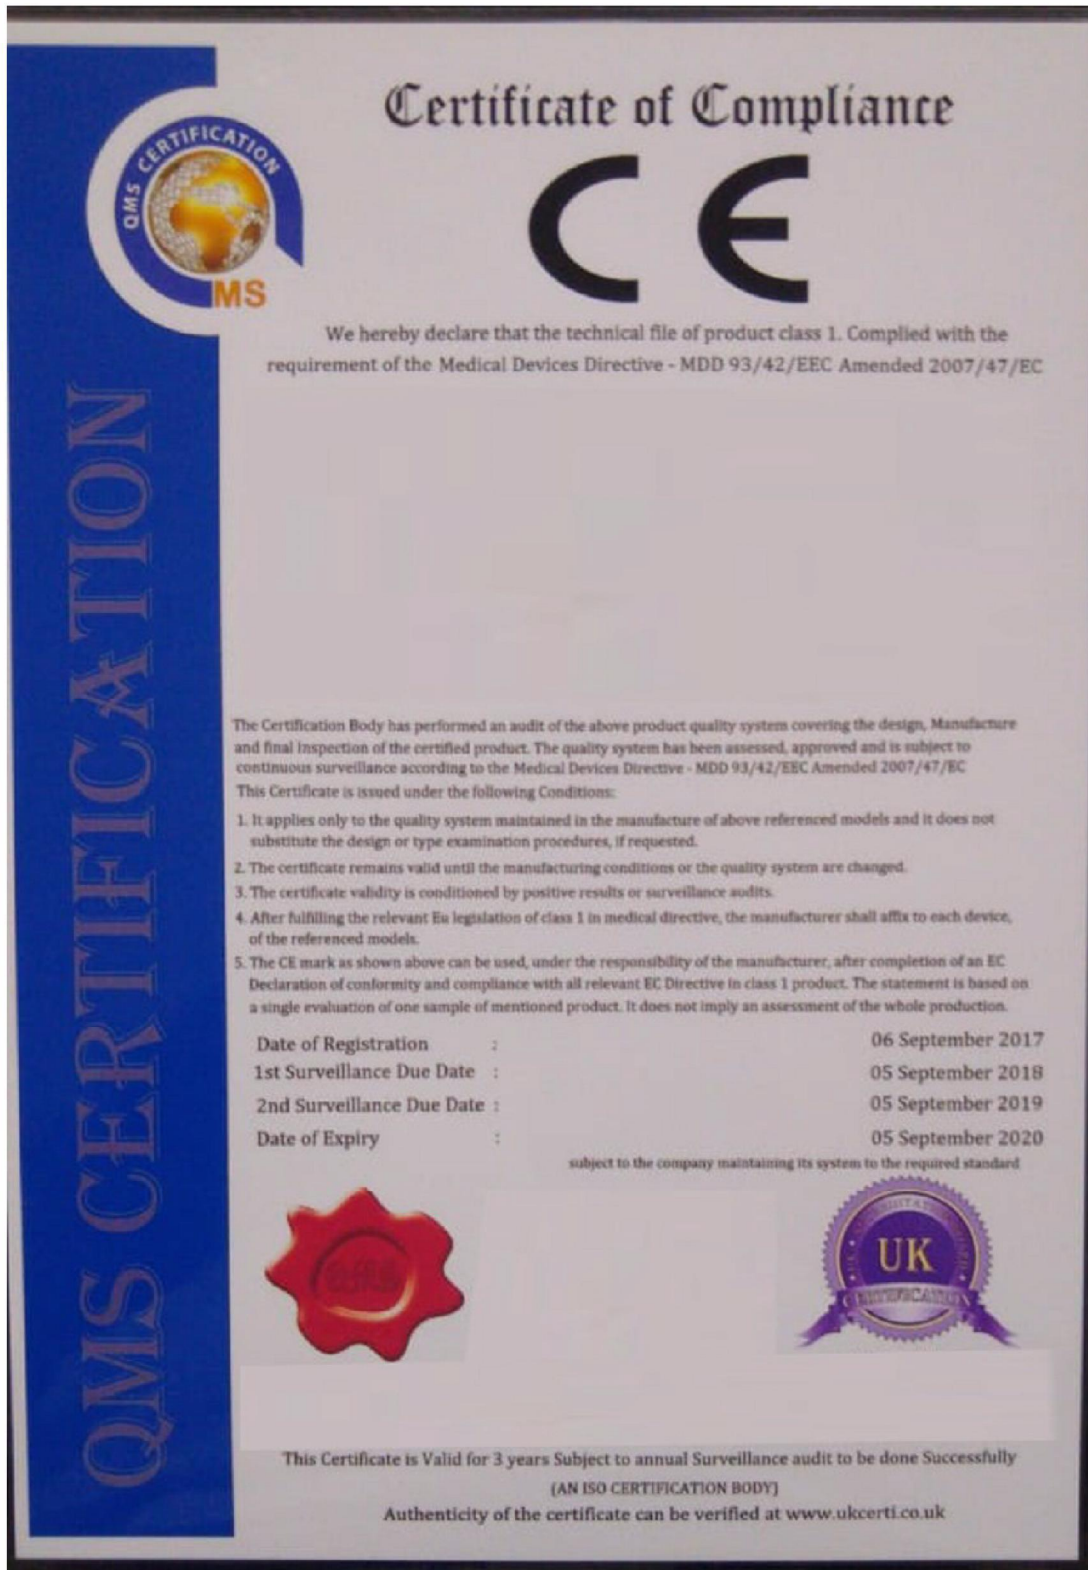 Certificate of Compliance
QMS CERTIFICATION
MS
CE
We hereby declare that the technical file of product class 1. Complied with the
requirement of the Medical Devices Directive - MDD 93/42/EEC Amended 2007/47/EC
QMS CERTIFICATION
The Certification Body has performed an audit of the above product quality system covering the design, Manufacture
and final Inspection of the certified product. The quality system has been assessed, approved and is subject to
continuous surveillance according to the Medical Devices Directive - MDD 93/42/EEC Amended 2007/47/EC
This Certificate is issued under the following Conditions:
1. It applies only to the quality system maintained in the manufacture of above referenced models and it does not
substitute the design or type examination procedures, if requested.
2. The certificate remains valid until the manufacturing conditions or the quality system are changed.
3. The certificate validity is conditioned by positive results or surveillance audits.
4. After fulfilling the relevant Eu legislation of class 1 in medical directive, the manufacturer shall affix to each device,
of the referenced models.
5. The CE mark as shown above can be used, under the responsibility of the manufacturer, after completion of an EC
Declaration of conformity and compliance with all relevant EC Directive in class 1 product. The statement is based on
a single evaluation of one sample of mentioned product. It does not imply an assessment of the whole production.
Date of Registration : 06 September 2017
1st Surveillance Due Date : 05 September 2018
2nd Surveillance Due Date : 05 September 2019
Date of Expiry : 05 September 2020
subject to the company maintaining its system to the required standard
UK
CERTIFICATION
This Certificate is Valid for 3 years Subject to annual Surveillance audit to be done Successfully
(AN ISO CERTIFICATION BODY)
Authenticity of the certificate can be verified at www.ukcerti.co.uk